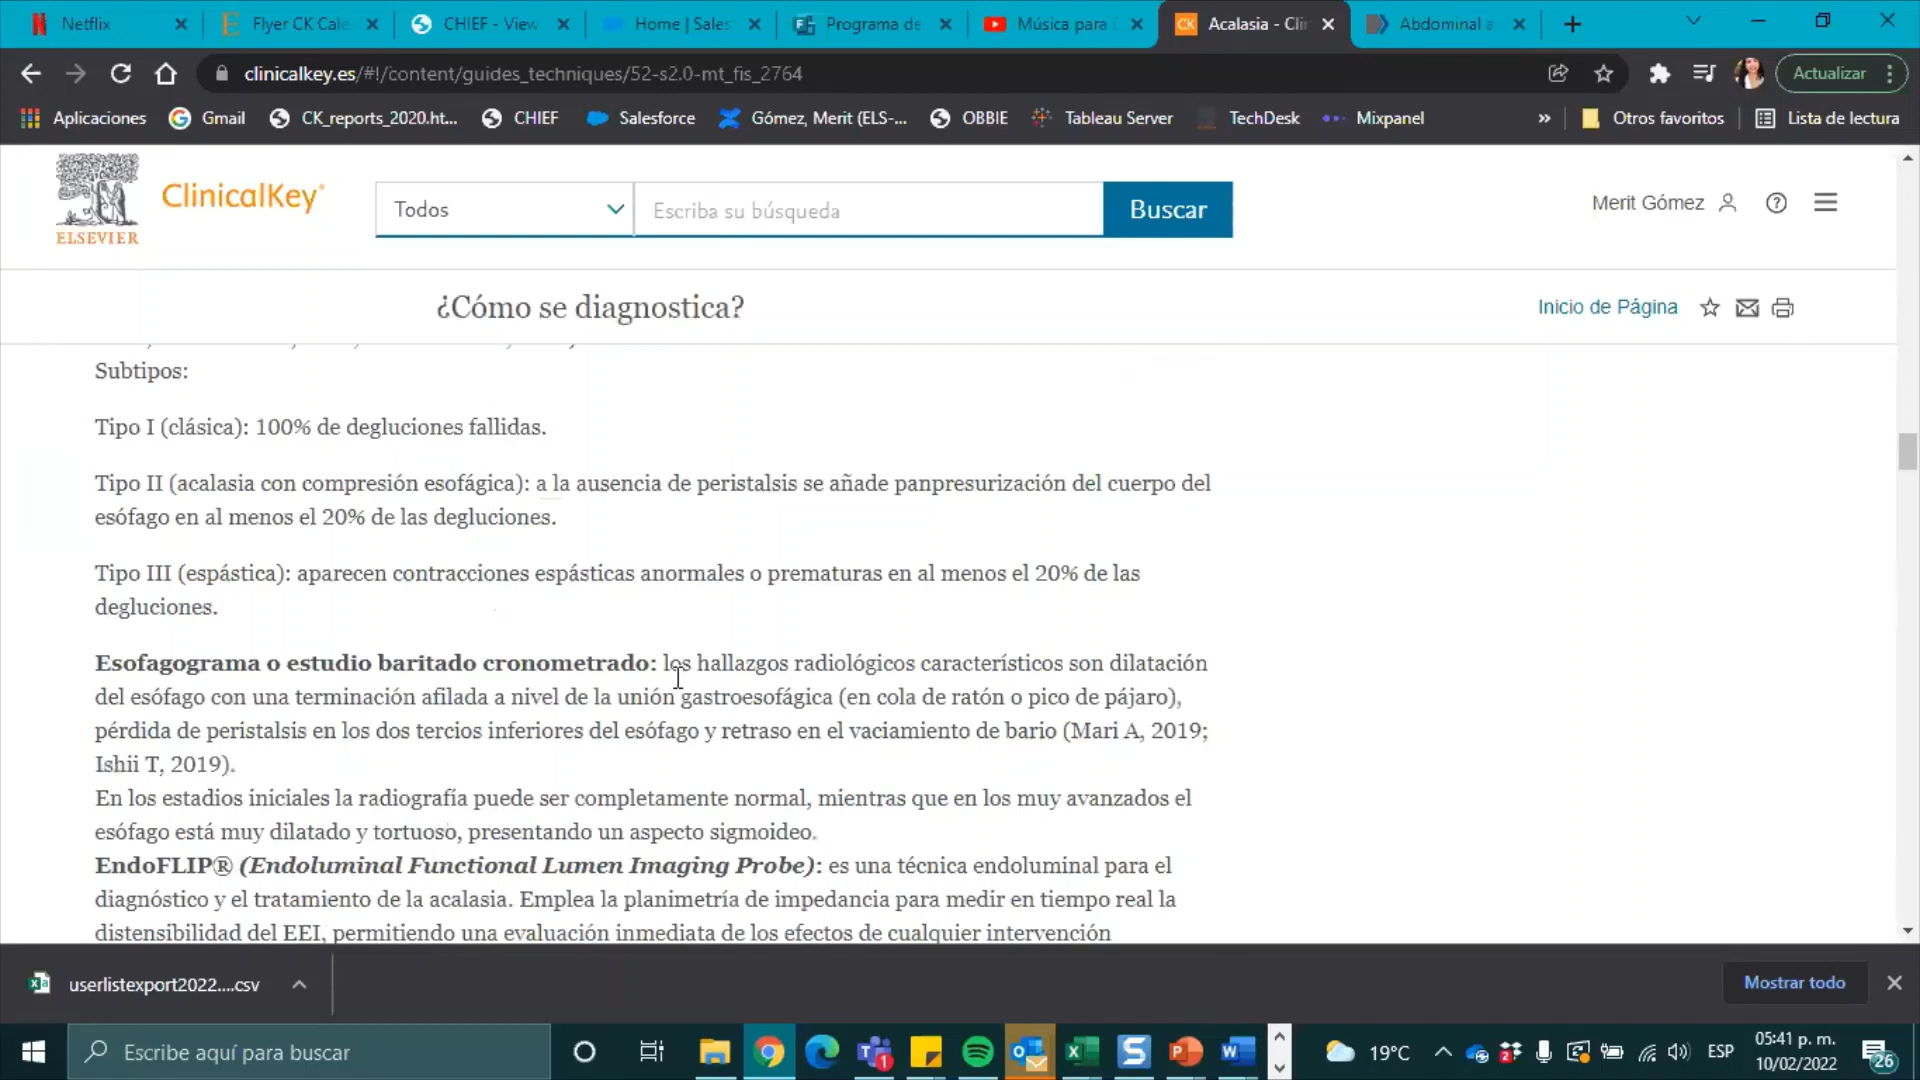 Netflix
Flyer CK Cale
CHIEF - View
Home | Sales
Programa de
Música para
Acalasia - Clin
Abdominal a
clinicalkey.es/#!/content/guides_techniques/52-s2.0-mt_fis_2764
Actualizar
Aplicaciones
Gmail
CK_reports_2020.ht...
CHIEF
Salesforce
Gómez, Merit (ELS-...
OBBIE
Tableau Server
TechDesk
Mixpanel
»
Otros favoritos
Lista de lectura
ELSEVIER
ClinicalKey®
Todos
Escriba su búsqueda
Buscar
Merit Gómez
¿Cómo se diagnostica?
Inicio de Página
Subtipos:
Tipo I (clásica): 100% de degluciones fallidas.
Tipo II (acalasia con compresión esofágica): a la ausencia de peristalsis se añade panpresurización del cuerpo del
esófago en al menos el 20% de las degluciones.
Tipo III (espástica): aparecen contracciones espásticas anormales o prematuras en al menos el 20% de las
degluciones.
Esofagograma o estudio baritado cronometrado: los hallazgos radiológicos característicos son dilatación
del esófago con una terminación afilada a nivel de la unión gastroesofágica (en cola de ratón o pico de pájaro),
pérdida de peristalsis en los dos tercios inferiores del esófago y retraso en el vaciamiento de bario (Mari A, 2019;
Ishii T, 2019).
En los estadios iniciales la radiografía puede ser completamente normal, mientras que en los muy avanzados el
esófago está muy dilatado y tortuoso, presentando un aspecto sigmoideo.
EndoFLIP® (Endoluminal Functional Lumen Imaging Probe): es una técnica endoluminal para el
diagnóstico y el tratamiento de la acalasia. Emplea la planimetría de impedancia para medir en tiempo real la
distensibilidad del EEI, permitiendo una evaluación inmediata de los efectos de cualquier intervención
userlistexport2022....csv
Mostrar todo
Escribe aquí para buscar
19°C
ESP
05:41 p. m.
10/02/2022
26